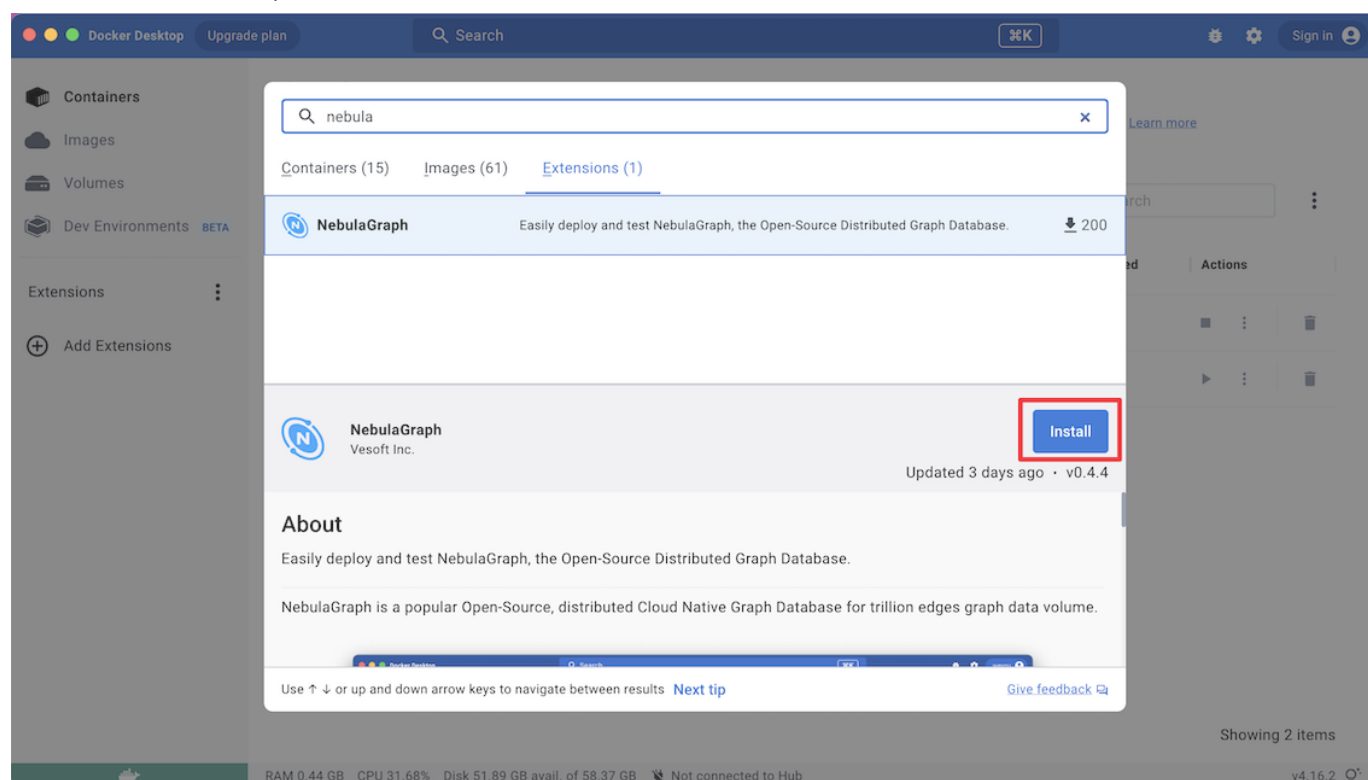 Docker Desktop Upgrade plan Search ⌘K Sign in
Containers
Images
Volumes
Dev Environments BETA
Extensions
Add Extensions
Learn more
rch
ed Actions
nebula
Containers (15) Images (61) Extensions (1)
NebulaGraph Easily deploy and test NebulaGraph, the Open-Source Distributed Graph Database. 200
NebulaGraph
Vesoft Inc.
Install
Updated 3 days ago · v0.4.4
About
Easily deploy and test NebulaGraph, the Open-Source Distributed Graph Database.
NebulaGraph is a popular Open-Source, distributed Cloud Native Graph Database for trillion edges graph data volume.
Docker Desktop Search ⌘K
Use ↑ ↓ or up and down arrow keys to navigate between results Next tip Give feedback
Showing 2 items
RAM 0.44 GB CPU 31.68% Disk 51.89 GB avail. of 58.37 GB Not connected to Hub v4.16.2